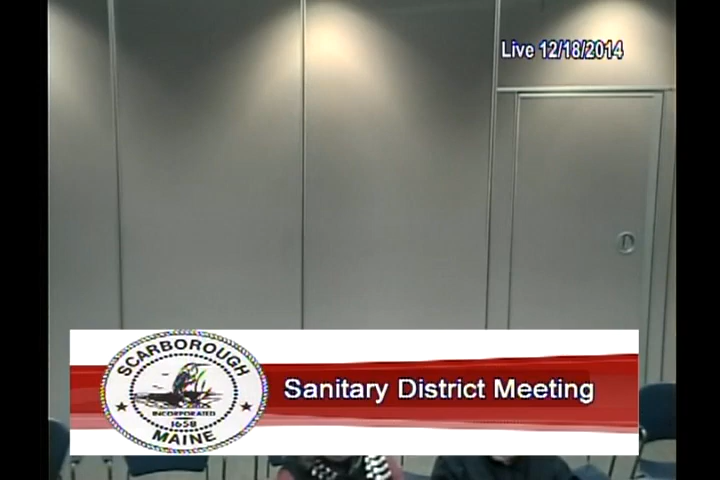 Live 12/18/2014
SCARBOROUGH
INCORPORATED
1658
MAINE
Sanitary District Meeting